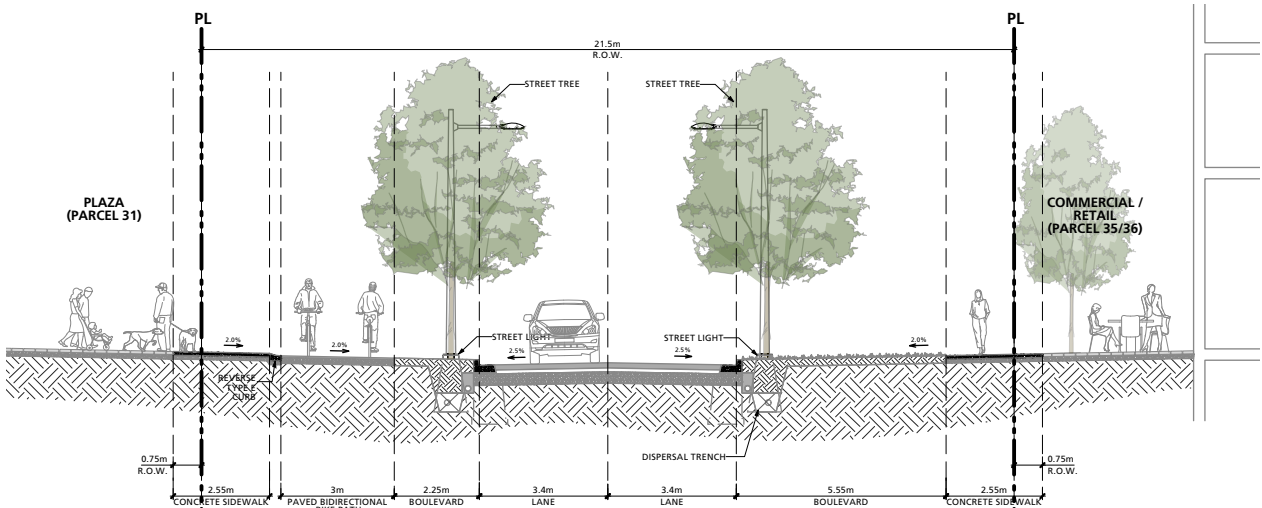 PL
PL
21.5m
R.O.W.
STREET TREE
STREET TREE
PLAZA
(PARCEL 31)
COMMERCIAL /
RETAIL
(PARCEL 35/36)
2.0%
2.0%
STREET LIGHT
2.5%
STREET LIGHT
2.5%
2.0%
REVERSE
TYPE E
CURB
DISPERSAL TRENCH
0.75m
R.O.W.
0.75m
R.O.W.
2.55m
CONCRETE SIDEWALK
3m
PAVED BIDIRECTIONAL
BIKE PATH
2.25m
BOULEVARD
3.4m
LANE
3.4m
LANE
5.55m
BOULEVARD
2.55m
CONCRETE SIDEWALK